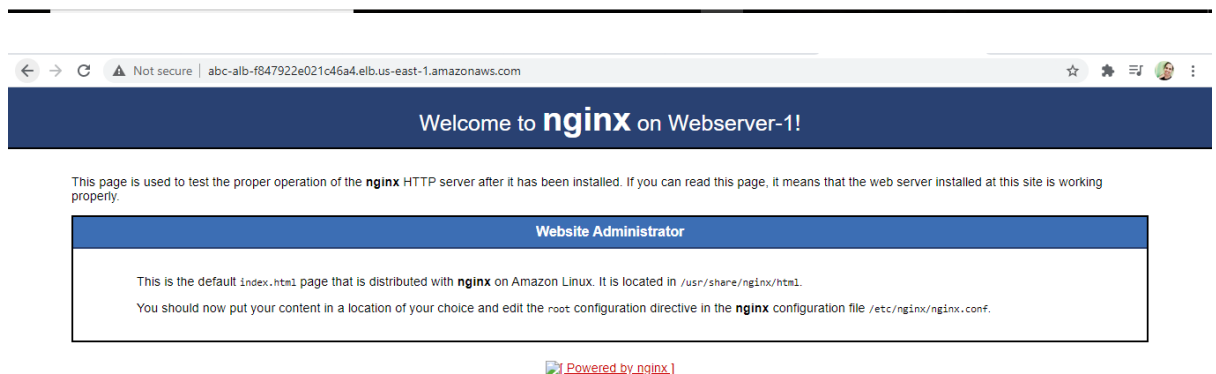 Not secure | abc-alb-f847922e021c46a4.elb.us-east-1.amazonaws.com
Welcome to nginx on Webserver-1!
This page is used to test the proper operation of the nginx HTTP server after it has been installed. If you can read this page, it means that the web server installed at this site is working
properly.
Website Administrator
This is the default index.html page that is distributed with nginx on Amazon Linux. It is located in /usr/share/nginx/html.
You should now put your content in a location of your choice and edit the root configuration directive in the nginx configuration file /etc/nginx/nginx.conf.
[ Powered by nginx ]